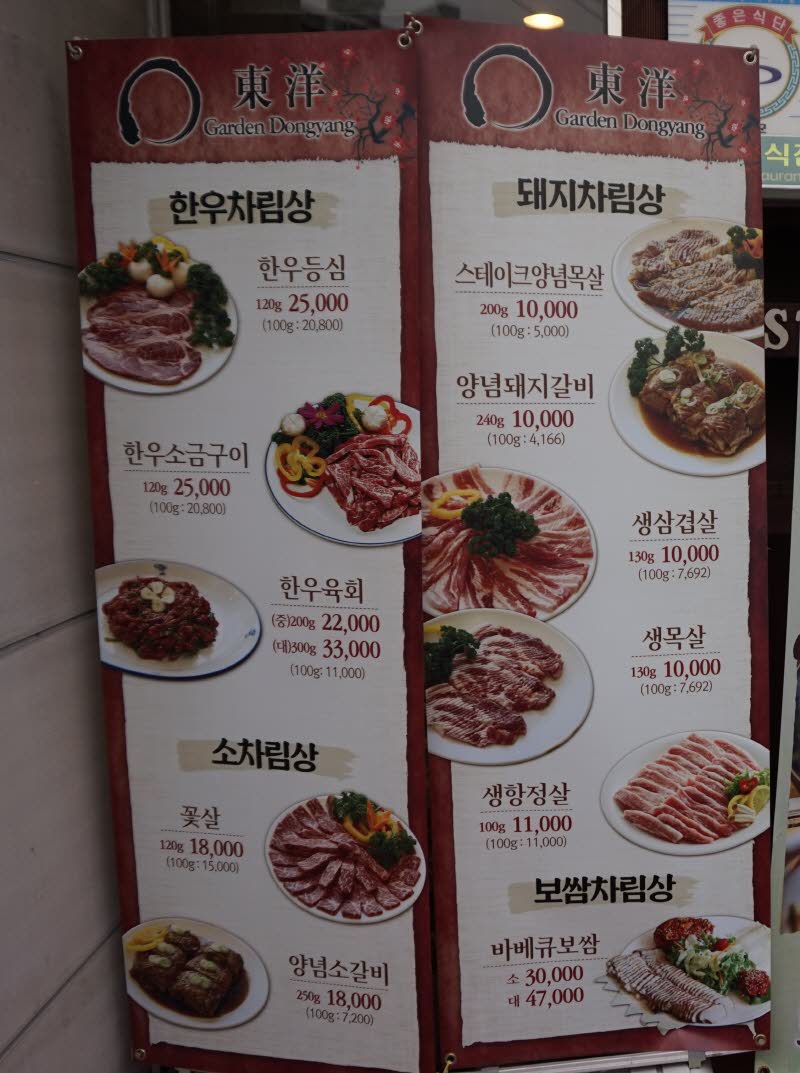 東洋
Garden Dongyang
한우차림상
한우등심
120g 25,000
(100g : 20,800)
한우소금구이
120g 25,000
(100g : 20,800)
한우육회
(중)200g 22,000
(대)300g 33,000
(100g: 11,000)
소차림상
꽃살
120g 18,000
(100g : 15,000)
양념소갈비
250g 18,000
(100g : 7,200)
東洋
Garden Dongyang
돼지차림상
스테이크양념목살
200g 10,000
(100g : 5,000)
양념돼지갈비
240g 10,000
(100g : 4,166)
생삼겹살
130g 10,000
(100g : 7,692)
생목살
130g 10,000
(100g : 7,692)
생항정살
100g 11,000
(100g : 11,000)
보쌈차림상
바베큐보쌈
소 30,000
대 47,000
좋은식단